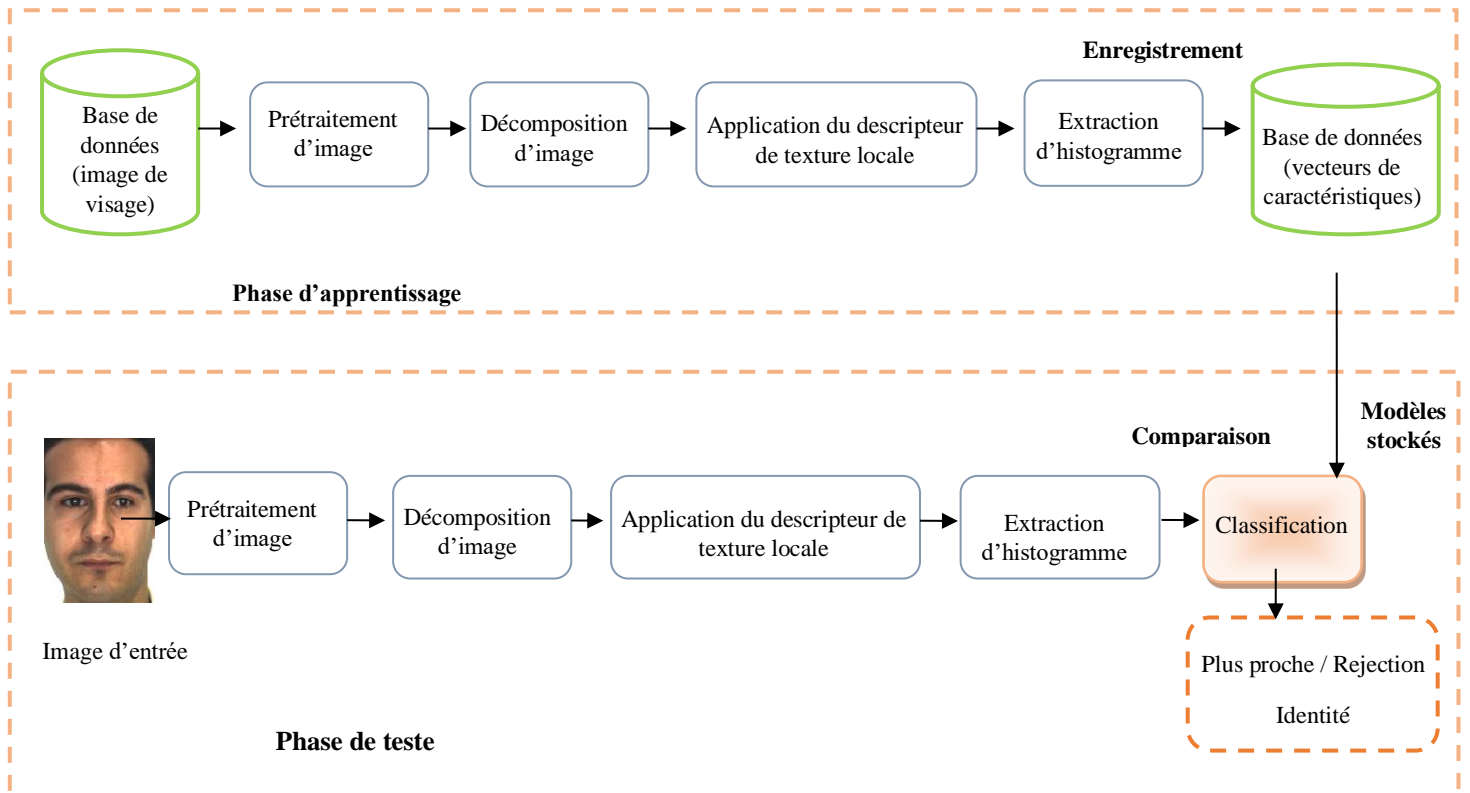 Enregistrement
Base de
données
(image de
visage)
Prétraitement
d’image
Décomposition
d’image
Application du descripteur
de texture locale
Extraction
d’histogramme
Base de données
(vecteurs de
caractéristiques)
Phase d’apprentissage
Modèles
stockés
Comparaison
Prétraitement
d’image
Décomposition
d’image
Application du descripteur de
texture locale
Extraction
d’histogramme
Classification
Image d’entrée
Plus proche / Rejection
Identité
Phase de teste